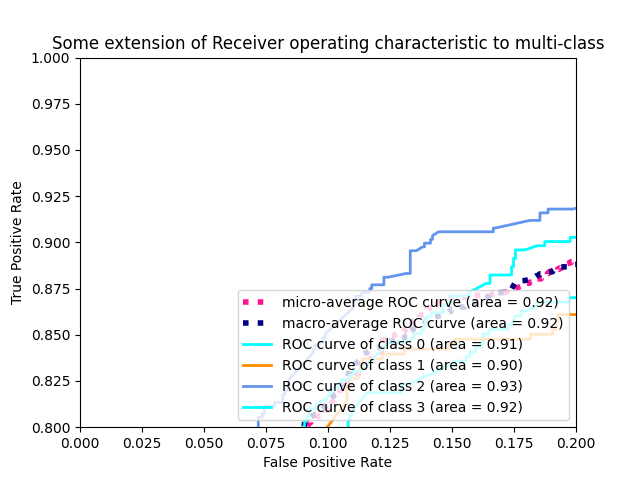 Some extension of Receiver operating characteristic to multi-class
1.000
0.975
0.950
0.925
0.900
0.875
0.850
0.825
0.800
True Positive Rate
micro-average ROC curve (area = 0.92)
macro-average ROC curve (area = 0.92)
ROC curve of class 0 (area = 0.91)
ROC curve of class 1 (area = 0.90)
ROC curve of class 2 (area = 0.93)
ROC curve of class 3 (area = 0.92)
0.000 0.025 0.050 0.075 0.100 0.125 0.150 0.175 0.200
False Positive Rate